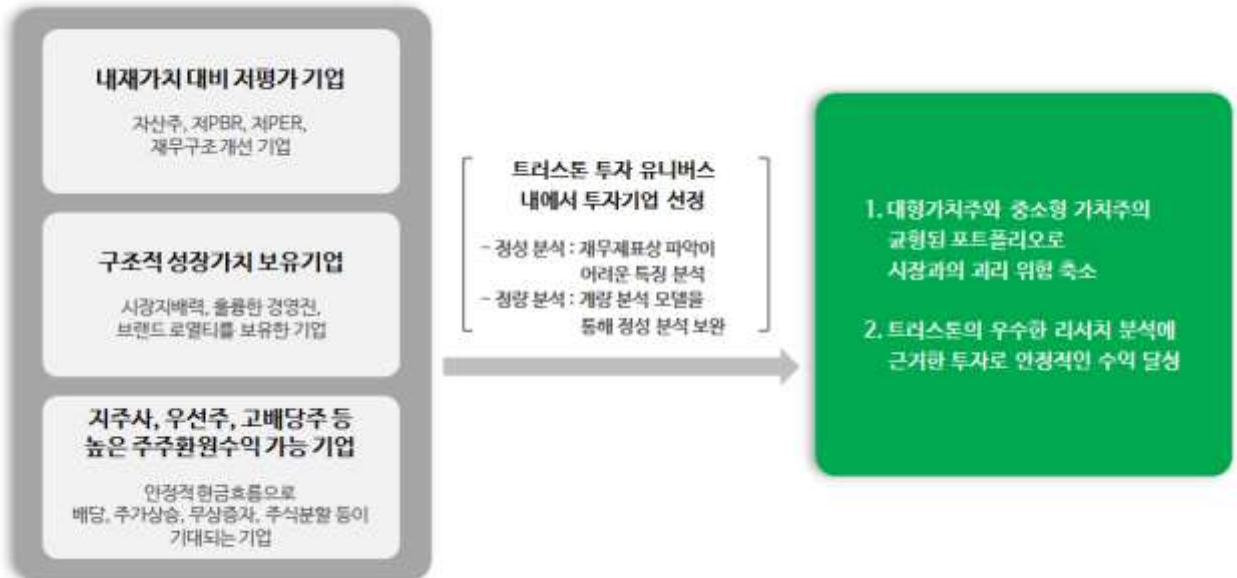 내재가치 대비 저평가 기업
자산주, 저PBR, 저PER,
재무구조 개선 기업
구조적 성장가치 보유기업
시장지배력, 훌륭한 경영진,
브랜드 로열티를 보유한 기업
지주사, 우선주, 고배당주 등
높은 주주환원수익 가능 기업
안정적 현금흐름으로
배당, 주가상승, 무상증자, 주식분할 등이
기대되는 기업
트러스톤 투자 유니버스
내에서 투자기업 선정
- 정성 분석 : 재무제표상 파악이
어려운 특징 분석
- 정량 분석 : 계량 분석 모델을
통해 정성 분석 보완
1. 대형가치주와 중소형 가치주의
균형된 포트폴리오로
시장과의 괴리 위험 축소
2. 트러스톤의 우수한 리서치 분석에
근거한 투자로 안정적인 수익 달성